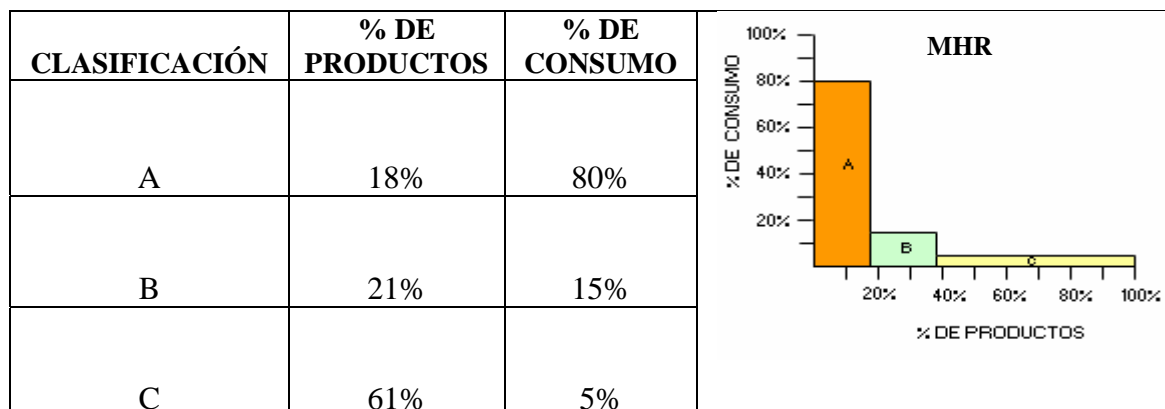 CLASIFICACIÓN
% DE
PRODUCTOS
% DE
CONSUMO
A
18%
80%
B
21%
15%
C
61%
5%
MHR
% DE CONSUMO
100%
80%
60%
40%
20%
A
B
C
20%
40%
60%
80%
100%
% DE PRODUCTOS